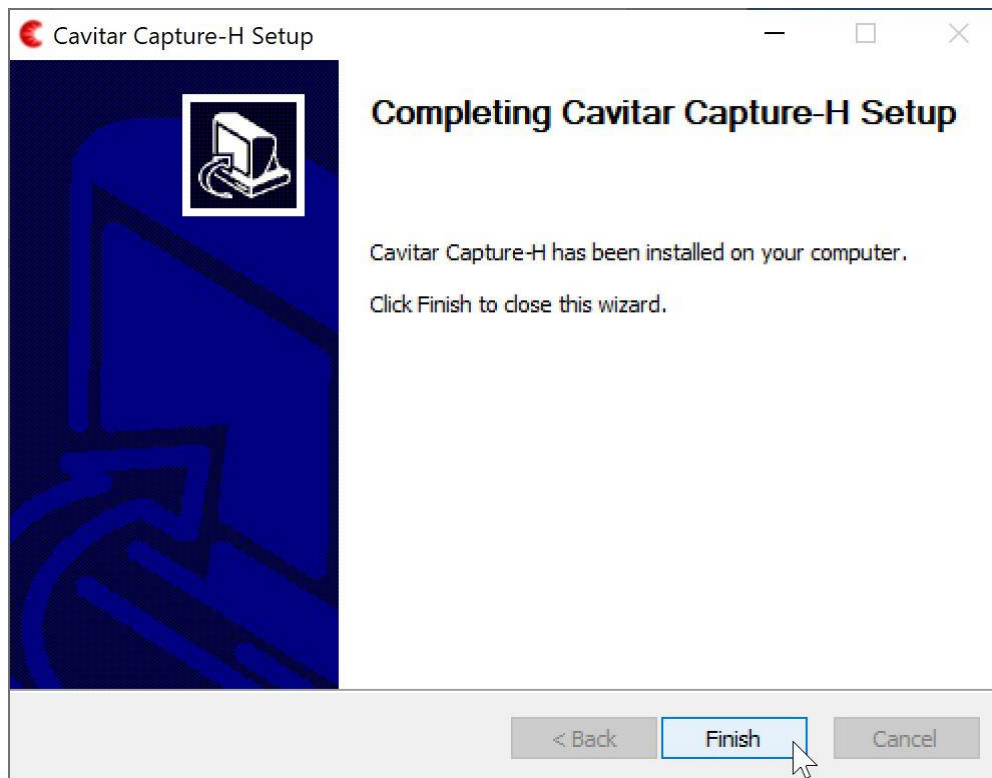 Cavitar Capture-H Setup
Completing Cavitar Capture-H Setup
Cavitar Capture-H has been installed on your computer.
Click Finish to close this wizard.
< Back
Finish
Cancel